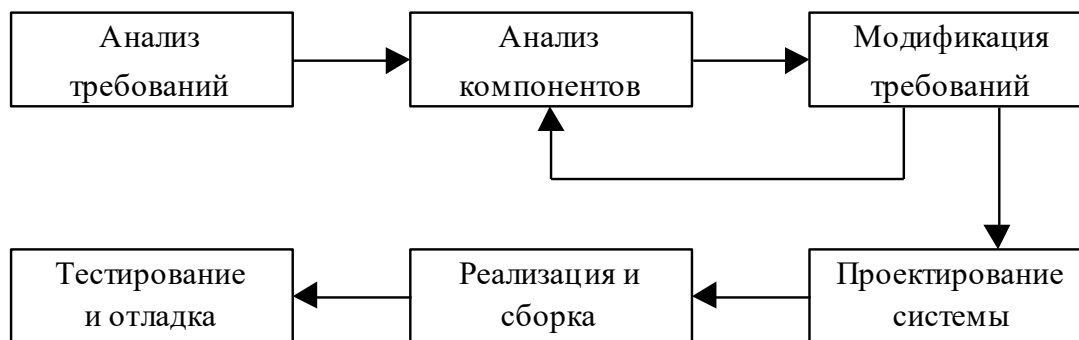 Анализ
требований
Анализ
компонентов
Модификация
требований
Тестирование
и отладка
Реализация и
сборка
Проектирование
системы